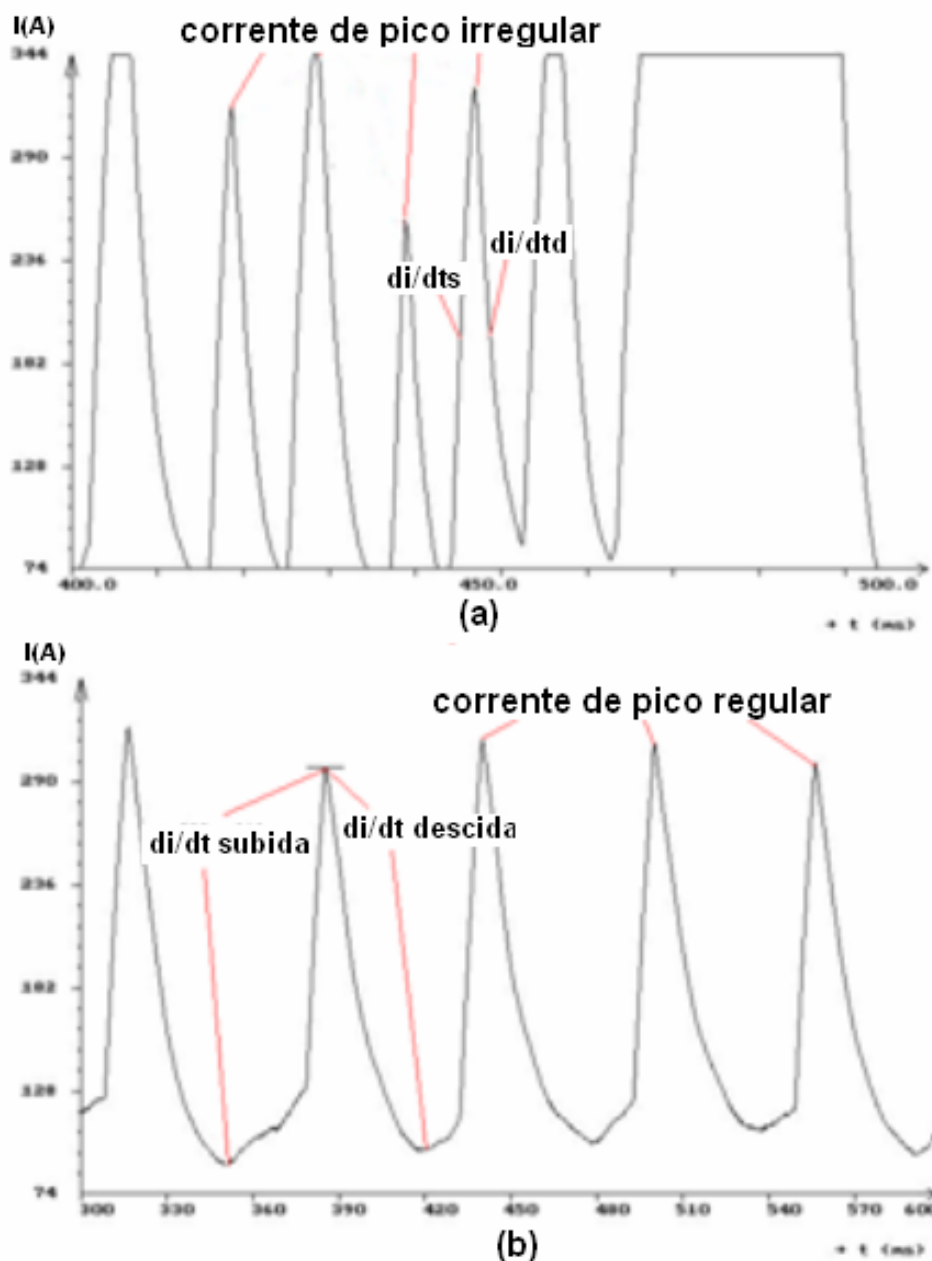 I(A)
corrente de pico irregular
344
290
236
182
128
74
di/dts
di/dtd
400.0
450.0
500.0
(a)
→ t (ms)
I(A)
344
290
236
182
128
74
corrente de pico regular
di/dt subida
di/dt descida
300
330
360
390
420
450
480
510
540
570
600
(b)
→ t (ms)